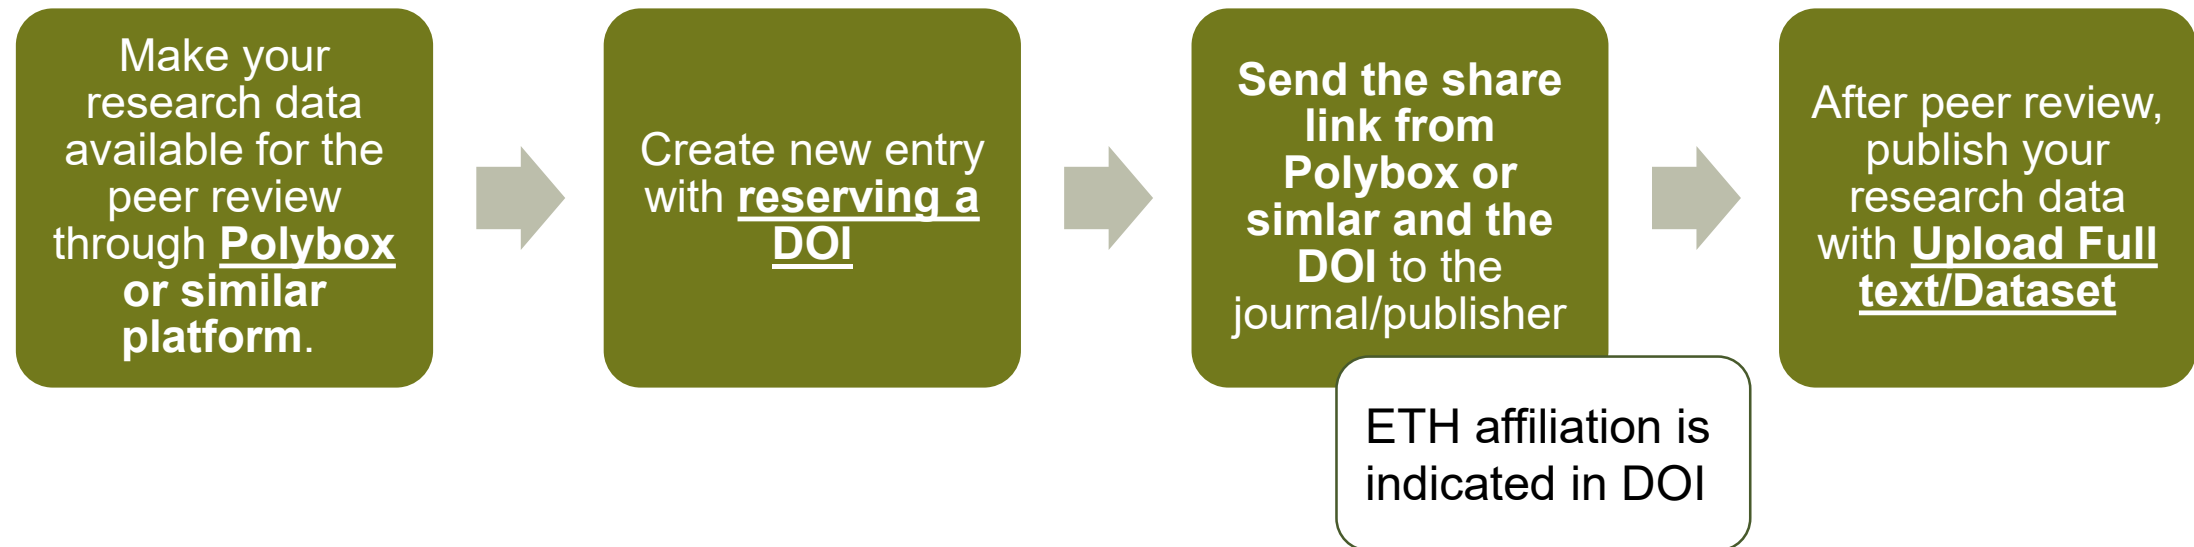 Make your
research data
available for the
peer review
through Polybox
or similar
platform.
Create new entry
with reserving a
DOI
Send the share
link from
Polybox or
simlar and the
DOI to the
journal/publisher
ETH affiliation is
indicated in DOI
After peer review,
publish your
research data
with Upload Full
text/Dataset